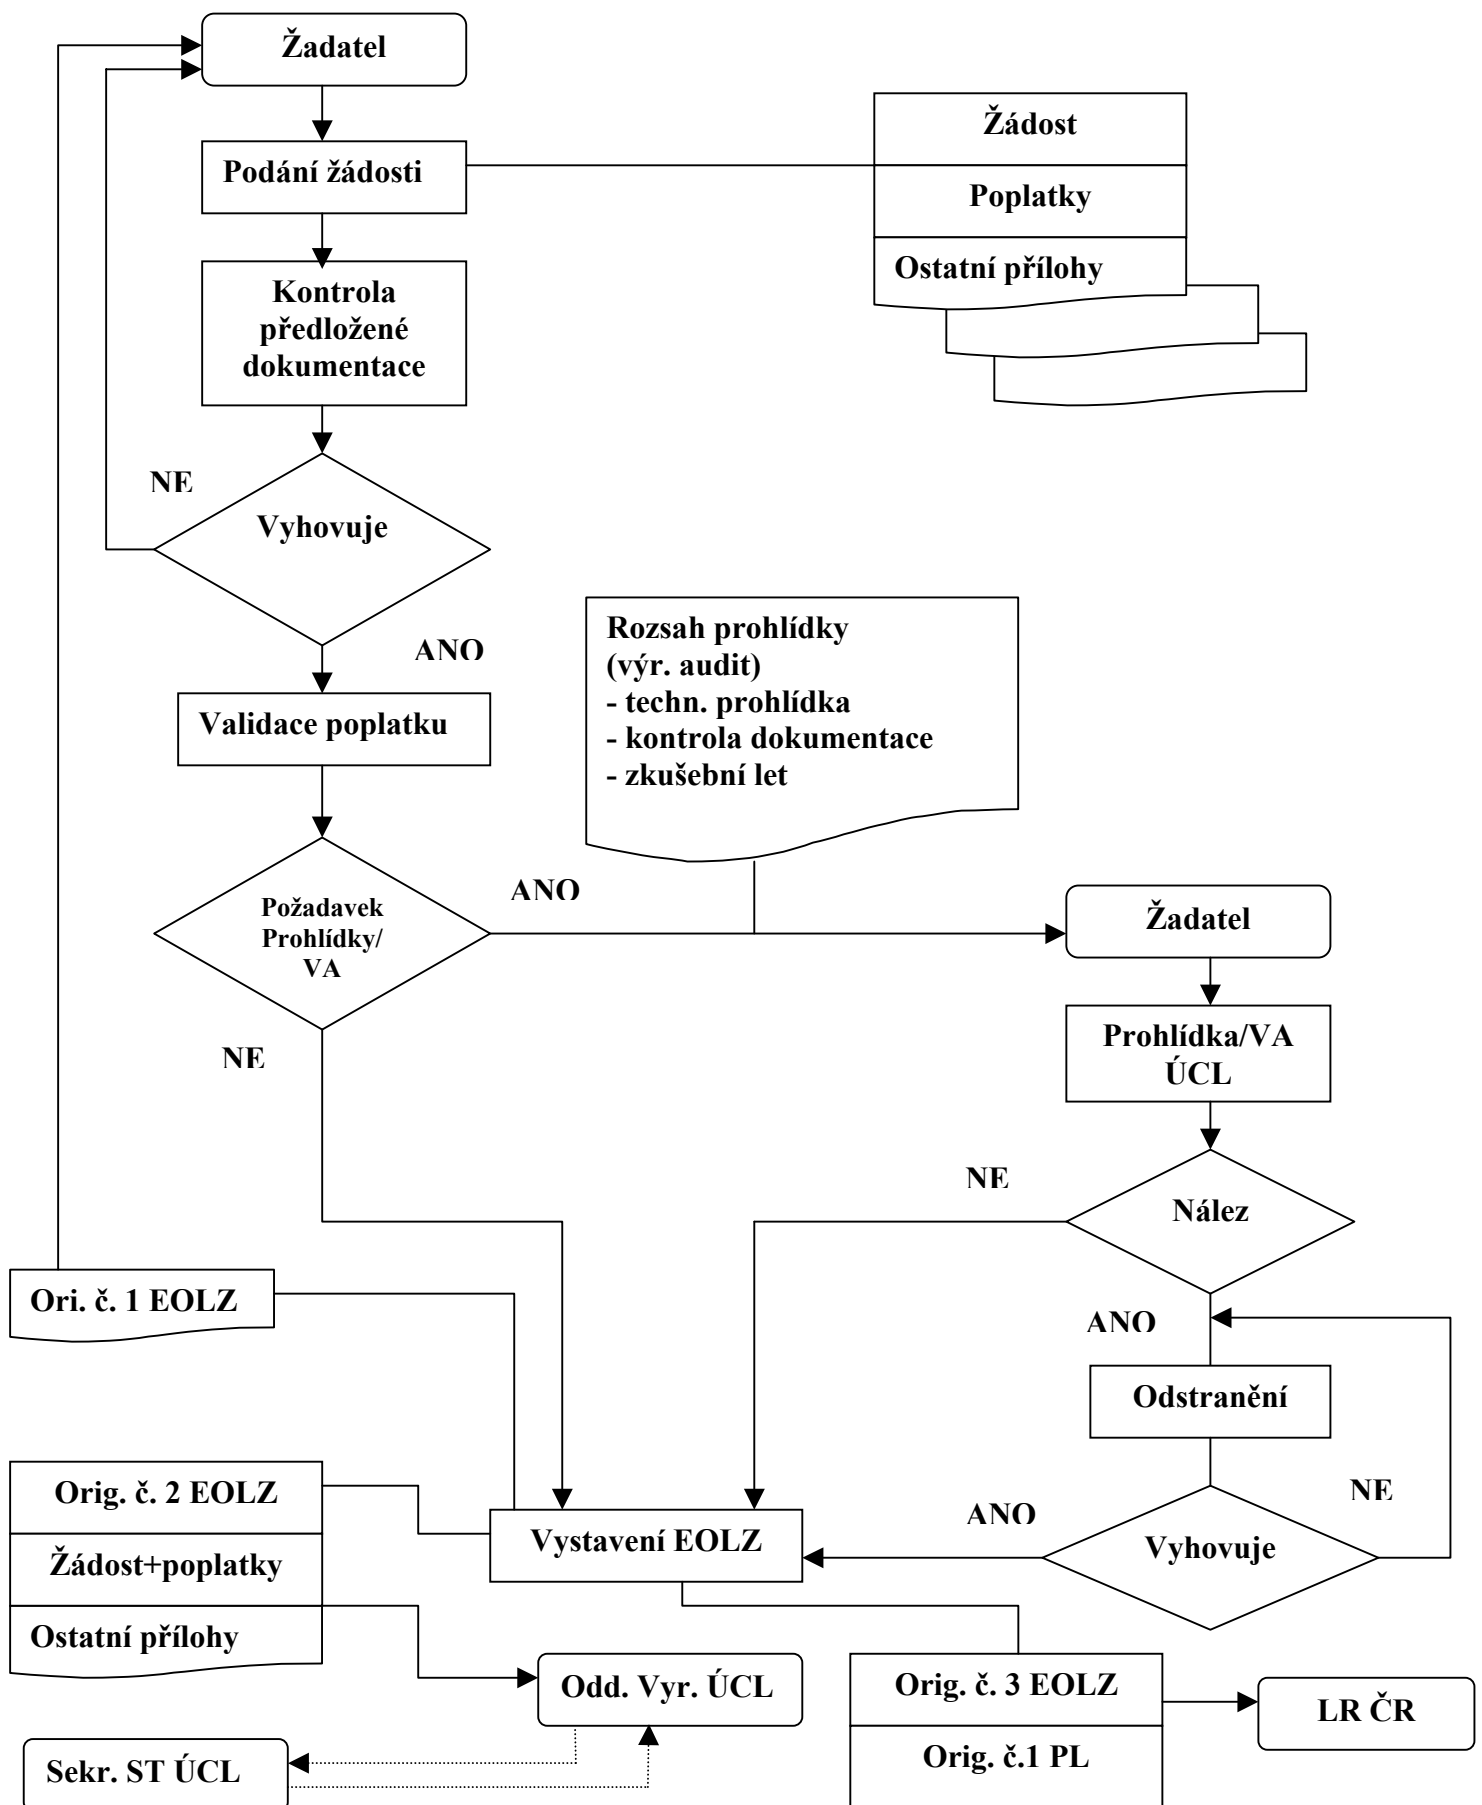 Žadatel
Podání žádosti
Žádost
Poplatky
Ostatní přílohy
Kontrola
předložené
dokumentace
NE
Vyhovuje
ANO
Validace poplatku
Rozsah prohlídky
(výr. audit)
- techn. prohlídka
- kontrola dokumentace
- zkušební let
Požadavek
Prohlídky/
VA
ANO
Žadatel
NE
Prohlídka/VA
ÚCL
NE
Nález
Ori. č. 1 EOLZ
ANO
Odstranění
Orig. č. 2 EOLZ
Žádost+poplatky
Ostatní přílohy
Vystavení EOLZ
ANO
Vyhovuje
NE
Odd. Vyr. ÚCL
Orig. č. 3 EOLZ
Orig. č.1 PL
LR ČR
Sekr. ST ÚCL